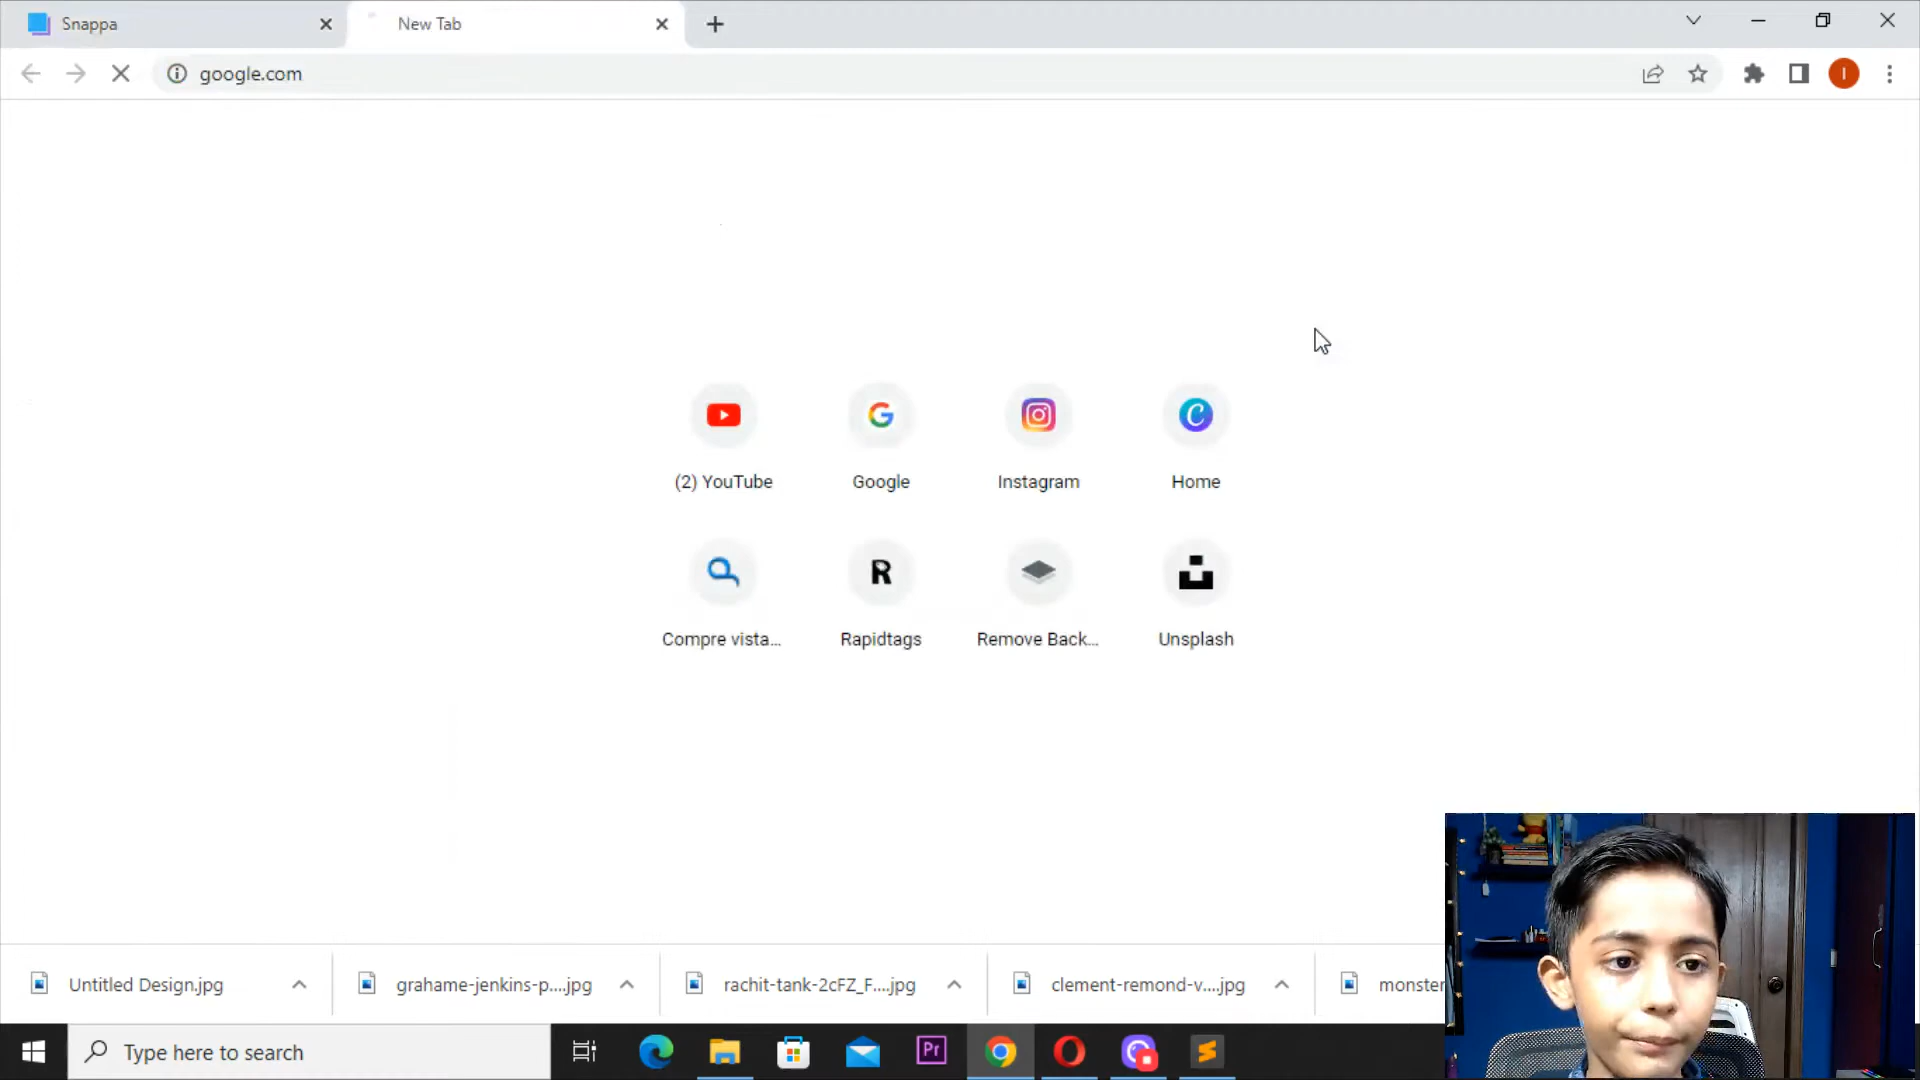 Snappa
New Tab
google.com
I
(2) YouTube
Google
Instagram
Home
R
Compre vista...
Rapidtags
Remove Back...
Unsplash
Untitled Design.jpg
grahame-jenkins-p....jpg
rachit-tank-2cFZ_F....jpg
clement-remond-v....jpg
monster
Type here to search
Pr